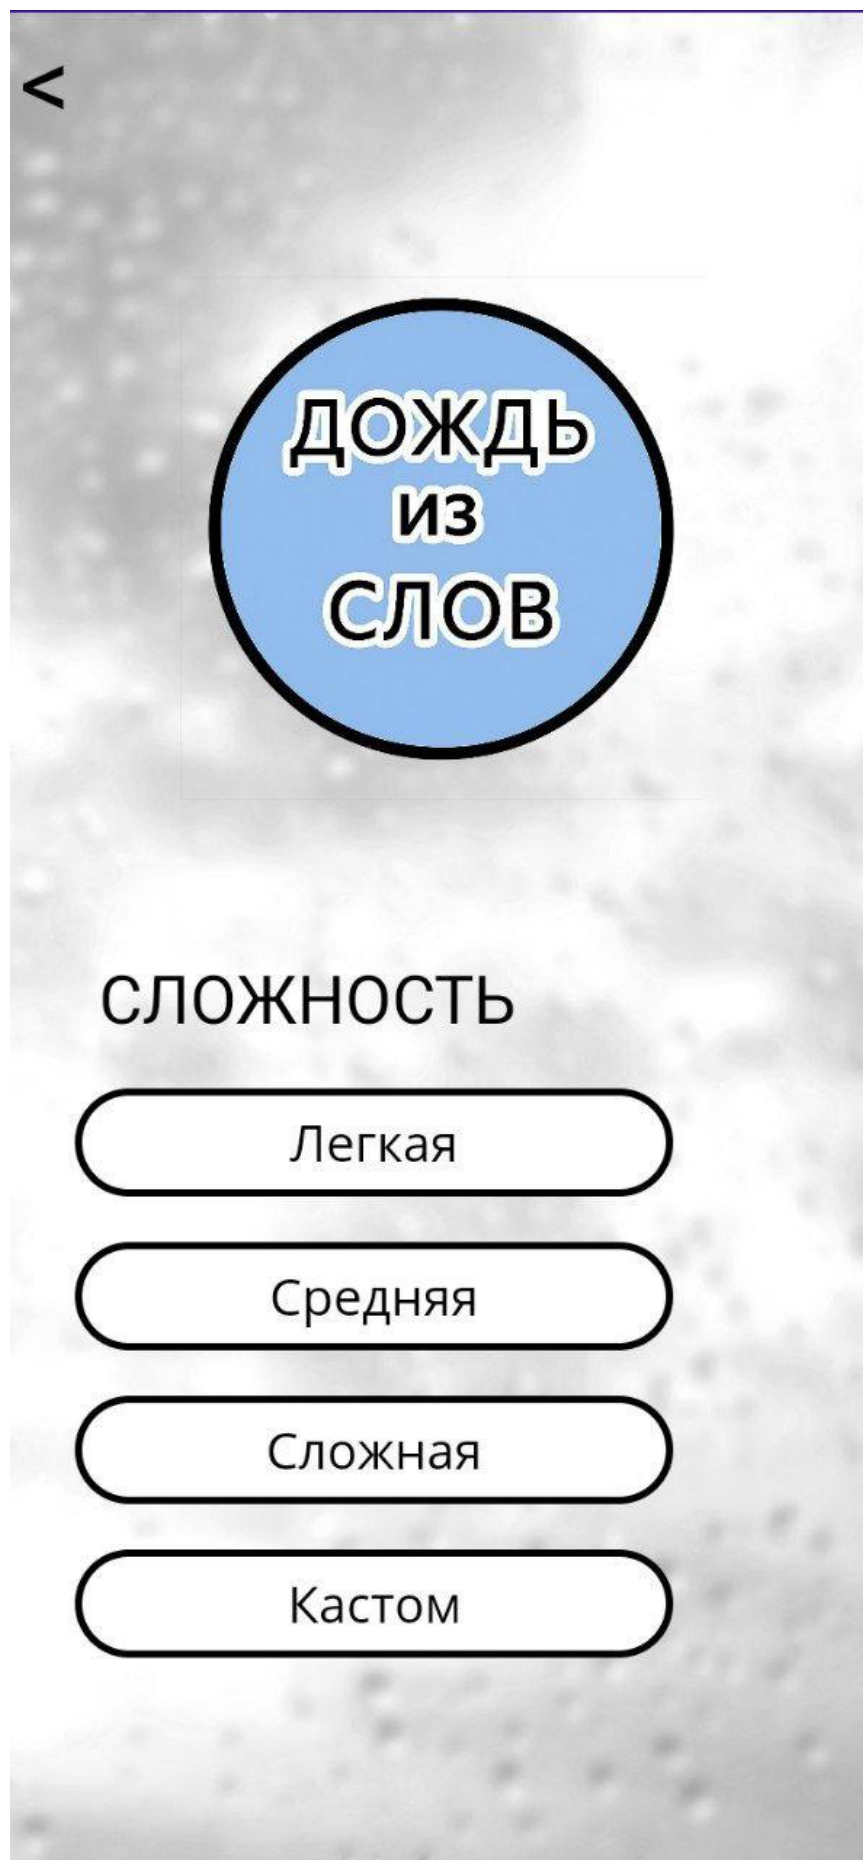 <
ДОЖДЬ
из
СЛОВ
СЛОЖНОСТЬ
Легкая
Средняя
Сложная
Кастом